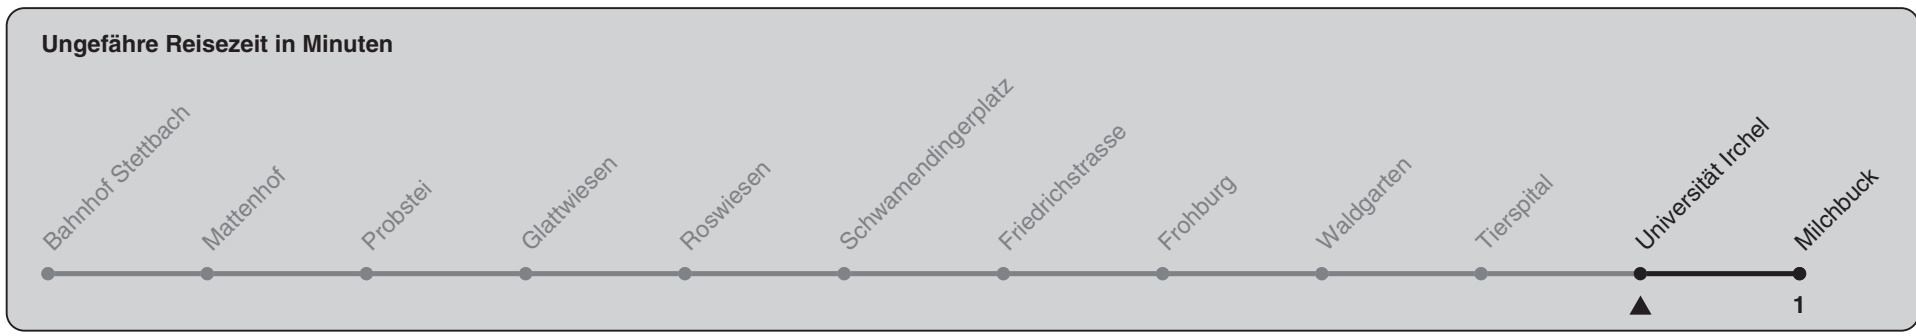 Ungefähre Reisezeit in Minuten
Bahnhof Stettbach
Mattenhof
Probstei
Glattwiesen
Roswiesen
Schwamendingerplatz
Friedrichstrasse
Frohburg
Waldgarten
Tierspital
Universität Irchel
Milchbuck
1